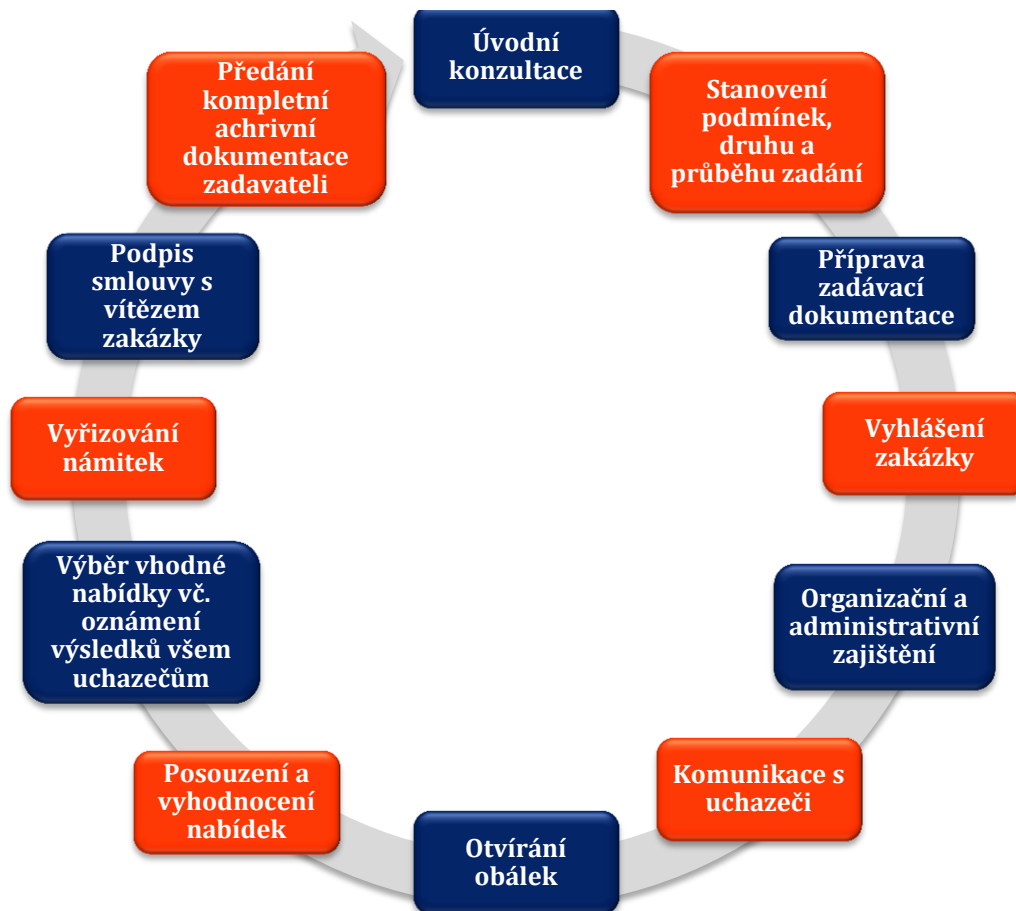 Úvodní
konzultace
Stanovení
podmínek,
druhu a
průběhu zadání
Příprava
zadávací
dokumentace
Vyhlášení
zakázky
Organizační a
administrativní
zajištění
Komunikace s
uchazeči
Otvírání
obálek
Posouzení a
vyhodnocení
nabídek
Výběr vhodné
nabídky vč.
oznámení
výsledků všem
uchazečům
Vyřizování
námitek
Podpis
smlouvy s
vítězem
zakázky
Předání
kompletní
achrivní
dokumentace
zadavateli